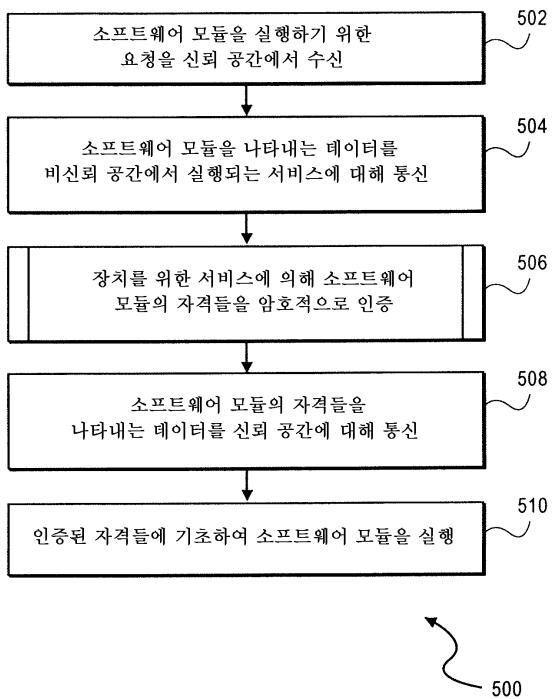 502
소프트웨어 모듈을 실행하기 위한
요청을 신뢰 공간에서 수신
504
소프트웨어 모듈을 나타내는 데이터를
비신뢰 공간에서 실행되는 서비스에 대해 통신
506
장치를 위한 서비스에 의해 소프트웨어
모듈의 자격들을 암호적으로 인증
508
소프트웨어 모듈의 자격들을
나타내는 데이터를 신뢰 공간에 대해 통신
510
인증된 자격들에 기초하여 소프트웨어 모듈을 실행
500